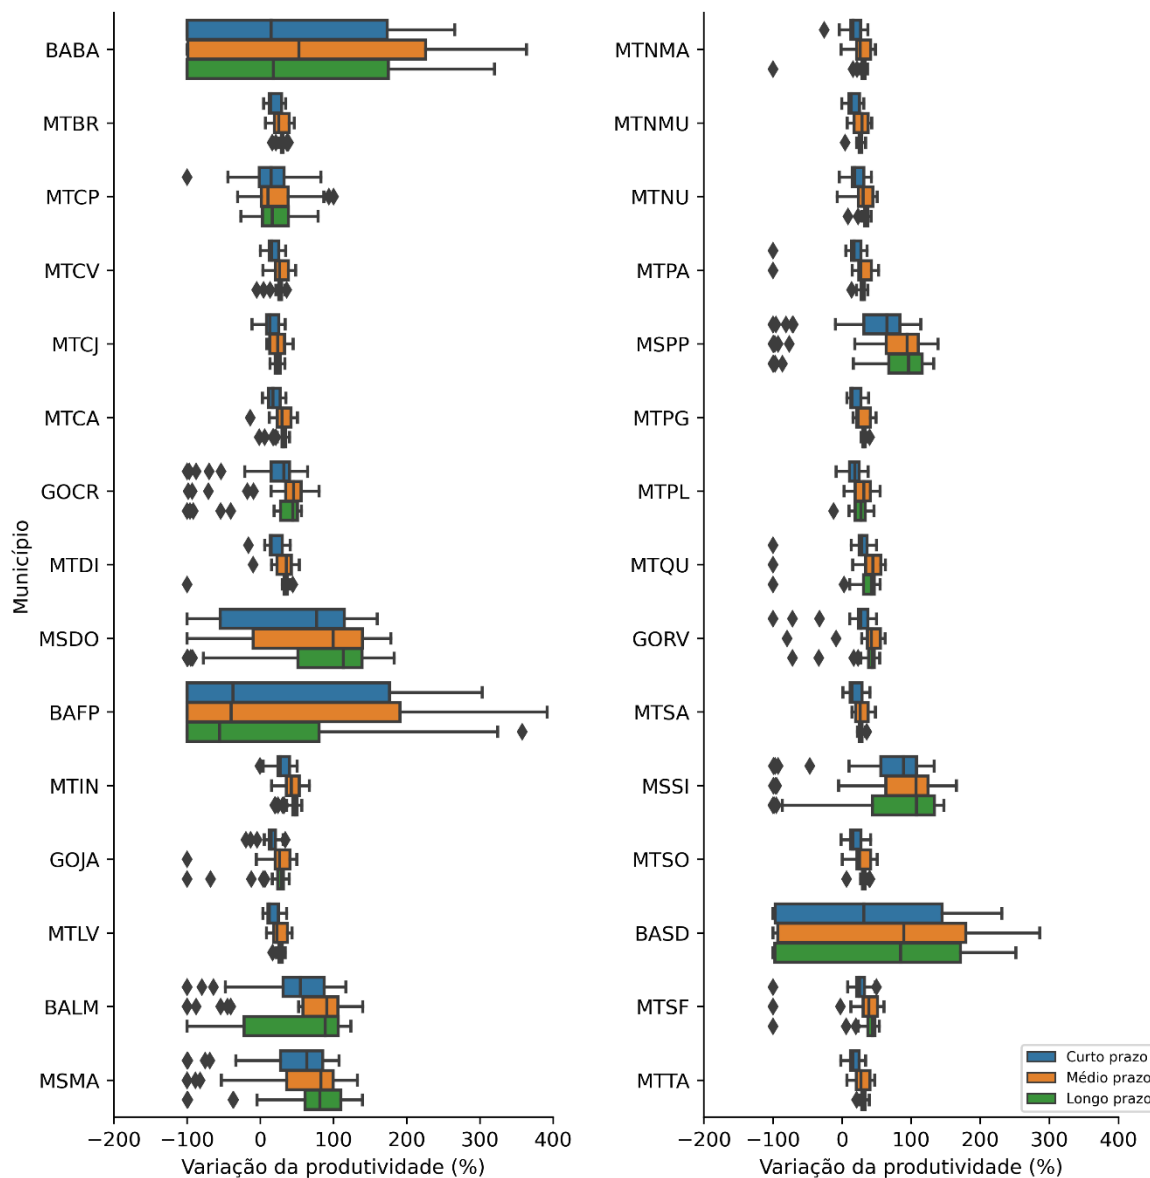 Município
BABA
MTBR
MTCP
MTCV
MTCJ
MTCA
GOCR
MTDI
MSDO
BAFP
MTIN
GOJA
MTLV
BALM
MSMA
−200 −100 0 100 200 300 400
Variação da produtividade (%)
MTNMA
MTNMU
MTNU
MTPA
MSPP
MTPG
MTPL
MTQU
GORV
MTSA
MSSI
MTSO
BASD
MTSF
MTTA
Curto prazo
Médio prazo
Longo prazo
−200 −100 0 100 200 300 400
Variação da produtividade (%)